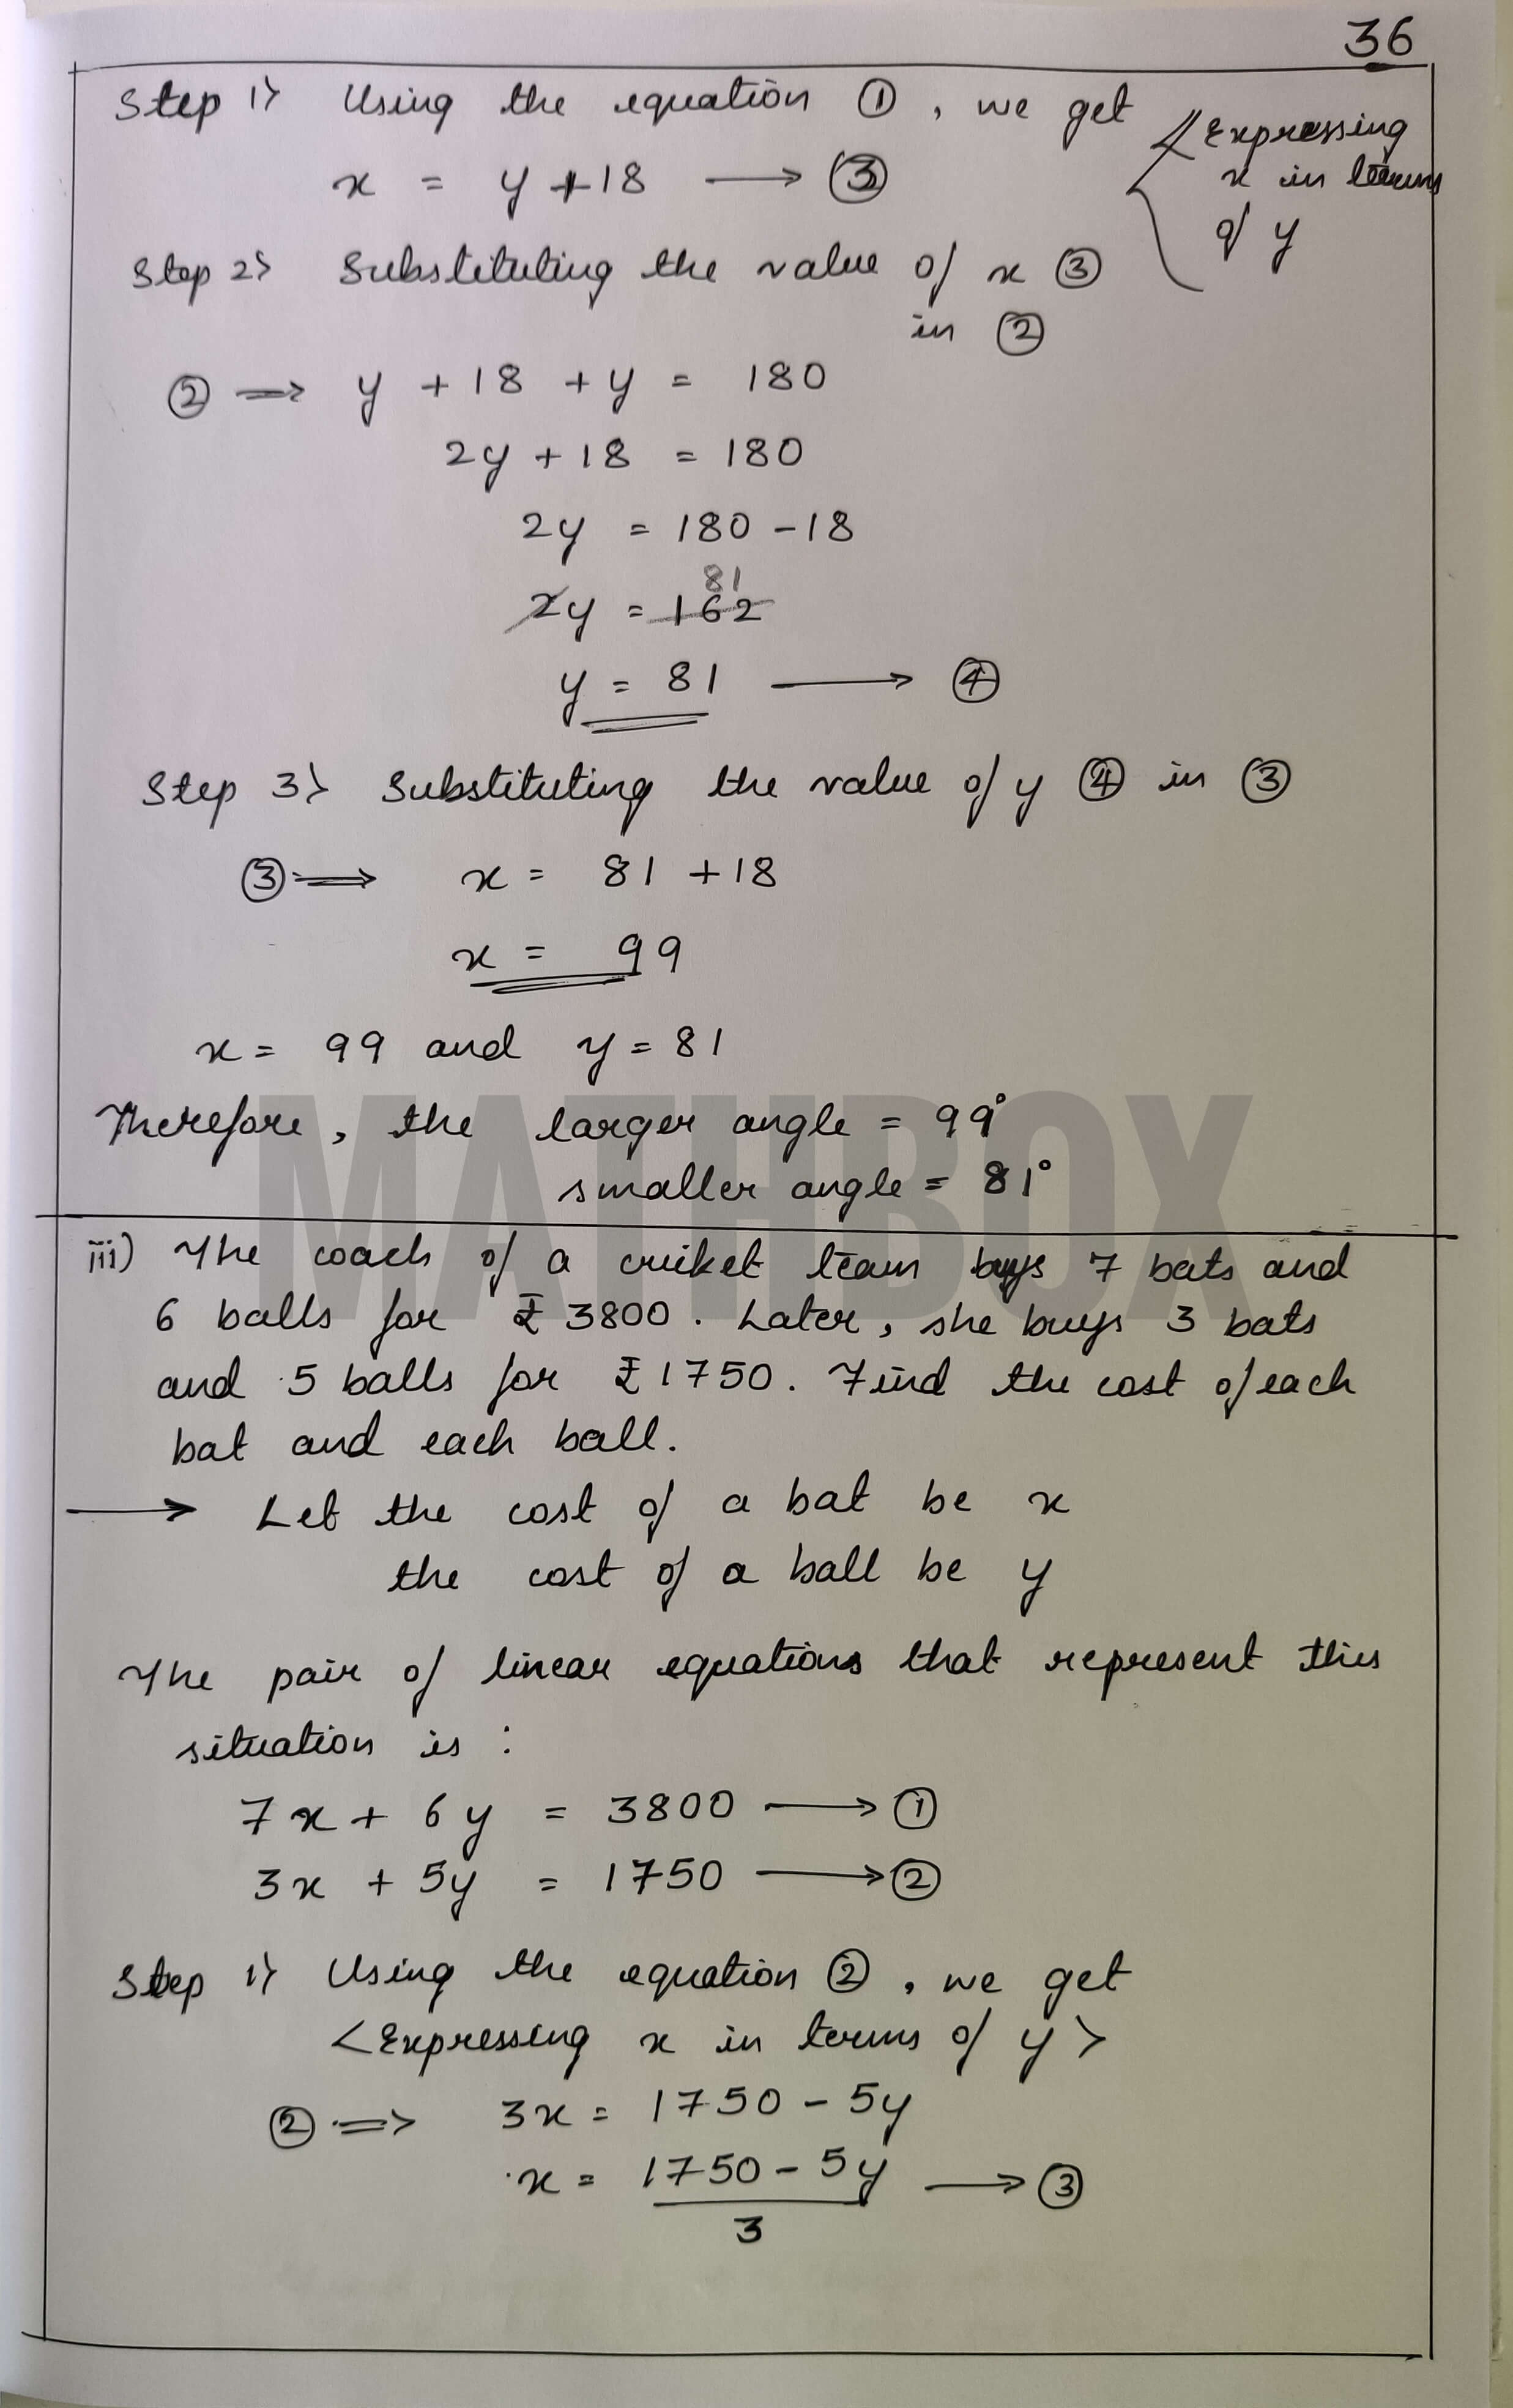 36
Step 1> Using the equation ①, we get
<Expressing
x in terms
of y
x = y + 18 ⟶ ③
Step 2> Substituting the value of x ③
in ②
② ⟹ y + 18 + y = 180
2y + 18 = 180
2y = 180 - 18
81
2y = 162
y = 81 ⟶ ④
Step 3> Substituting the value of y ④ in ③
③ ⟹ x = 81 + 18
x = 99
x = 99 and y = 81
Therefore, the larger angle = 99°
smaller angle = 81°
MATHBOX
iii) The coach of a cricket team buys 7 bats and
6 balls for ₹3800. Later, she buys 3 bats
and 5 balls for ₹1750. Find the cost of each
bat and each ball.
⟶ Let the cost of a bat be x
the cost of a ball be y
The pair of linear equations that represent this
situation is :
7x + 6y = 3800 ⟶ ①
3x + 5y = 1750 ⟶ ②
Step 1> Using the equation ②, we get
<Expressing x in terms of y>
② ⟹ 3x = 1750 - 5y
x = 1750 - 5y ⟶ ③
3